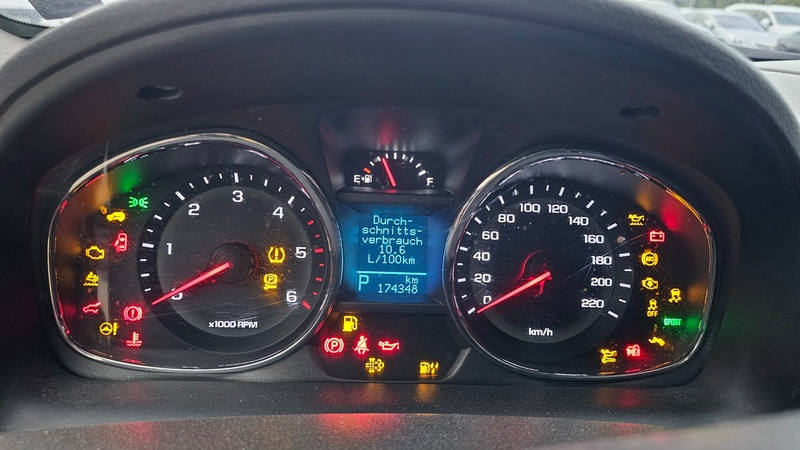 1
2
3
4
5
6
x1000 RPM
E
F
Durch-
schnitts-
verbrauch
10.6
L/100km
P
km
174348
0
20
40
60
80
100
120
140
160
180
200
220
km/h
ABS
OFF
SPORT